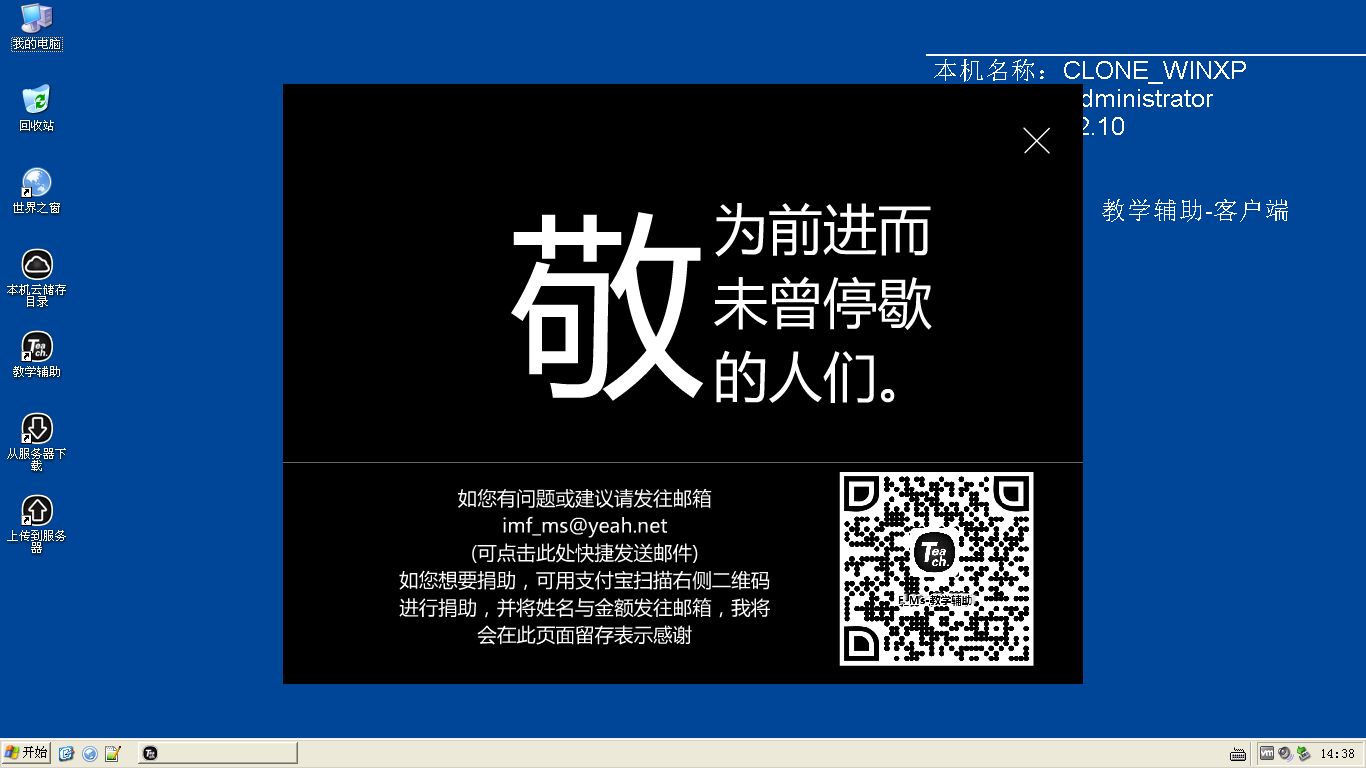 我的电脑
回收站
世界之窗
本机云储存
目录
Tea
ch.
教学辅助
从服务器下
载
上传到服务
器
本机名称：CLONE_WINXP
dministrator
2.10
教学辅助-客户端
敬
为前进而
未曾停歇
的人们。
如您有问题或建议请发往邮箱
imf_ms@yeah.net
(可点击此处快捷发送邮件)
如您想要捐助，可用支付宝扫描右侧二维码
进行捐助，并将姓名与金额发往邮箱，我将
会在此页面留存表示感谢
Tea
ch.
F_Ms-教学辅助
开始
vm
14:38